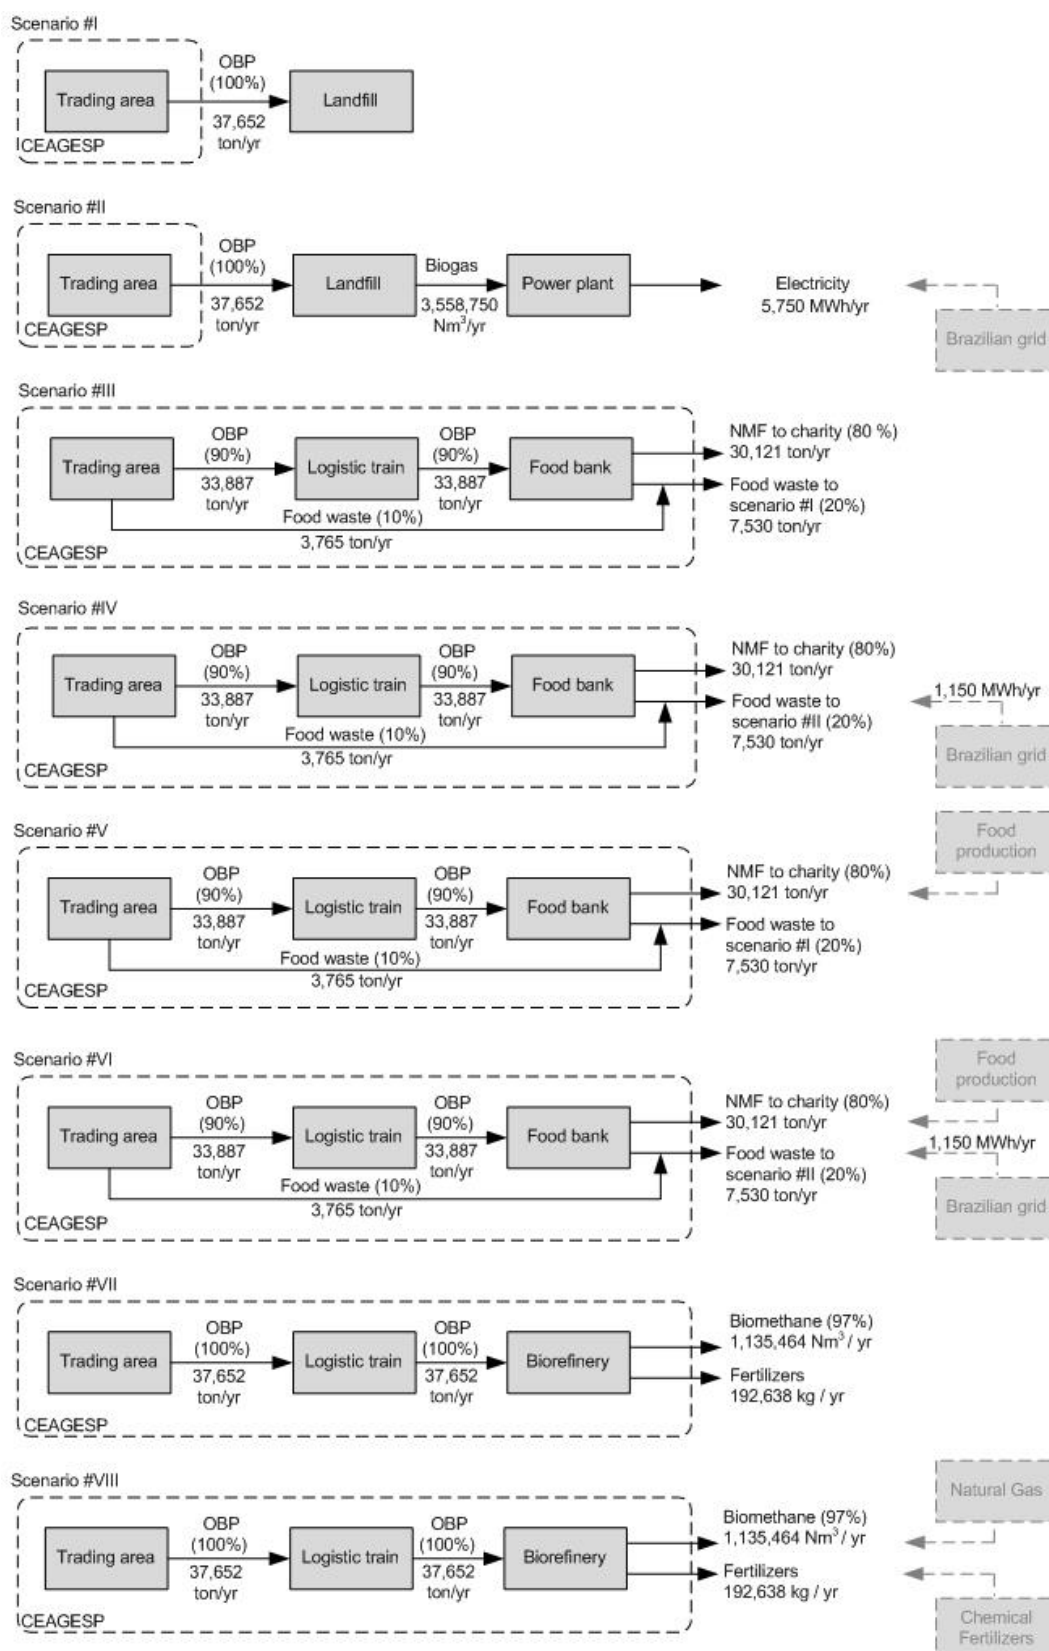 Scenario #I
OBP
(100%)
Trading area
Landfill
37,652
ton/yr
CEAGESP
Scenario #II
OBP
(100%)
Trading area
Landfill
Biogas
Power plant
Electricity
5,750 MWh/yr
37,652
ton/yr
3,558,750
Nm³/yr
CEAGESP
Brazilian grid
Scenario #III
OBP
(90%)
OBP
(90%)
Trading area
Logistic train
Food bank
33,887
ton/yr
33,887
ton/yr
NMF to charity (80 %)
30,121 ton/yr
Food waste to
scenario #I (20%)
7,530 ton/yr
Food waste (10%)
3,765 ton/yr
CEAGESP
Scenario #IV
OBP
(90%)
OBP
(90%)
Trading area
Logistic train
Food bank
33,887
ton/yr
33,887
ton/yr
NMF to charity (80%)
30,121 ton/yr
Food waste to
scenario #II (20%)
7,530 ton/yr
1,150 MWh/yr
Brazilian grid
Food waste (10%)
3,765 ton/yr
CEAGESP
Scenario #V
Food
production
OBP
(90%)
OBP
(90%)
Trading area
Logistic train
Food bank
33,887
ton/yr
33,887
ton/yr
NMF to charity (80%)
30,121 ton/yr
Food waste to
scenario #I (20%)
7,530 ton/yr
Food waste (10%)
3,765 ton/yr
CEAGESP
Scenario #VI
Food
production
OBP
(90%)
OBP
(90%)
Trading area
Logistic train
Food bank
33,887
ton/yr
33,887
ton/yr
NMF to charity (80%)
30,121 ton/yr
Food waste to
scenario #II (20%)
7,530 ton/yr
1,150 MWh/yr
Brazilian grid
Food waste (10%)
3,765 ton/yr
CEAGESP
Scenario #VII
OBP
(100%)
OBP
(100%)
Trading area
Logistic train
Biorefinery
37,652
ton/yr
37,652
ton/yr
Biomethane (97%)
1,135,464 Nm³ / yr
Fertilizers
192,638 kg / yr
CEAGESP
Scenario #VIII
Natural Gas
OBP
(100%)
OBP
(100%)
Trading area
Logistic train
Biorefinery
37,652
ton/yr
37,652
ton/yr
Biomethane (97%)
1,135,464 Nm³ / yr
Fertilizers
192,638 kg / yr
CEAGESP
Chemical
Fertilizers